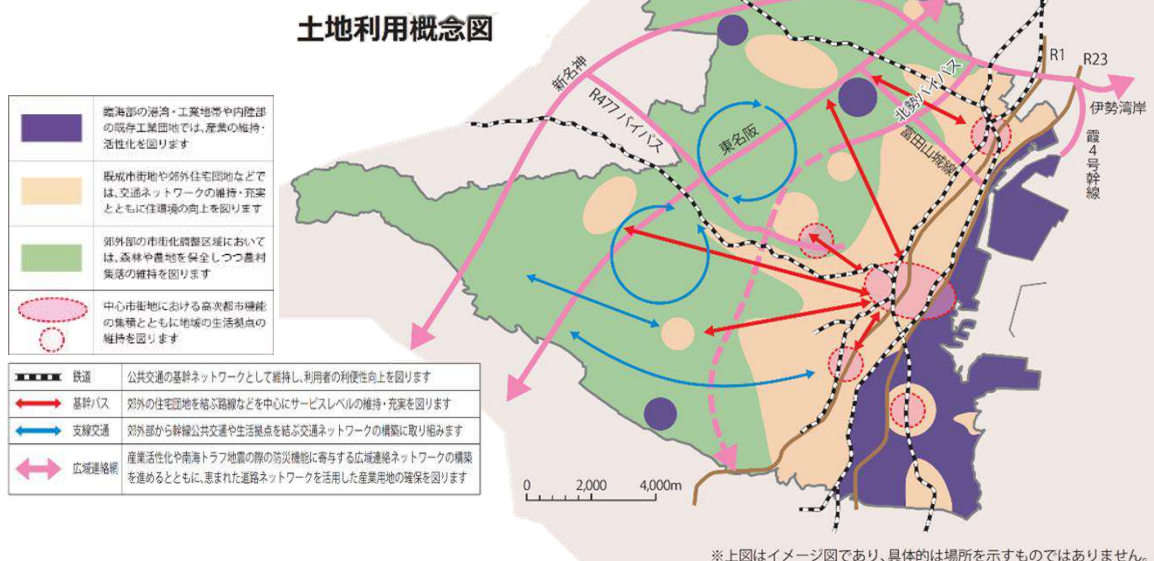 土地利用概念図
臨海部の港湾・工業地帯や内陸部
の既存工業団地では、産業の維持・
活性化を図ります
既成市街地や郊外住宅団地などで
は、交通ネットワークの維持・充実
とともに住環境の向上を図ります
郊外部の市街化調整区域において
は、森林や農地を保全しつつ農村
集落の維持を図ります
中心市街地における高次都市機能
の集積とともに地域の生活拠点の
維持を図ります
鉄道
公共交通の基幹ネットワークとして維持し、利用者の利便性向上を図ります
基幹バス
郊外の住宅団地を結ぶ路線などを中心にサービスレベルの維持・充実を図ります
支線交通
郊外部から幹線公共交通や生活拠点を結ぶ交通ネットワークの構築に取り組みます
広域連絡網
産業活性化や南海トラフ地震の際の防災機能に寄与する広域連絡ネットワークの構築
を進めるとともに、恵まれた道路ネットワークを活用した産業用地の確保を図ります
新名神
R477バイパス
東名阪
北勢バイパス
富田山城線
R1
R23
伊勢湾岸
霞4号幹線
0 2,000 4,000m
※上図はイメージ図であり、具体的は場所を示すものではありません。